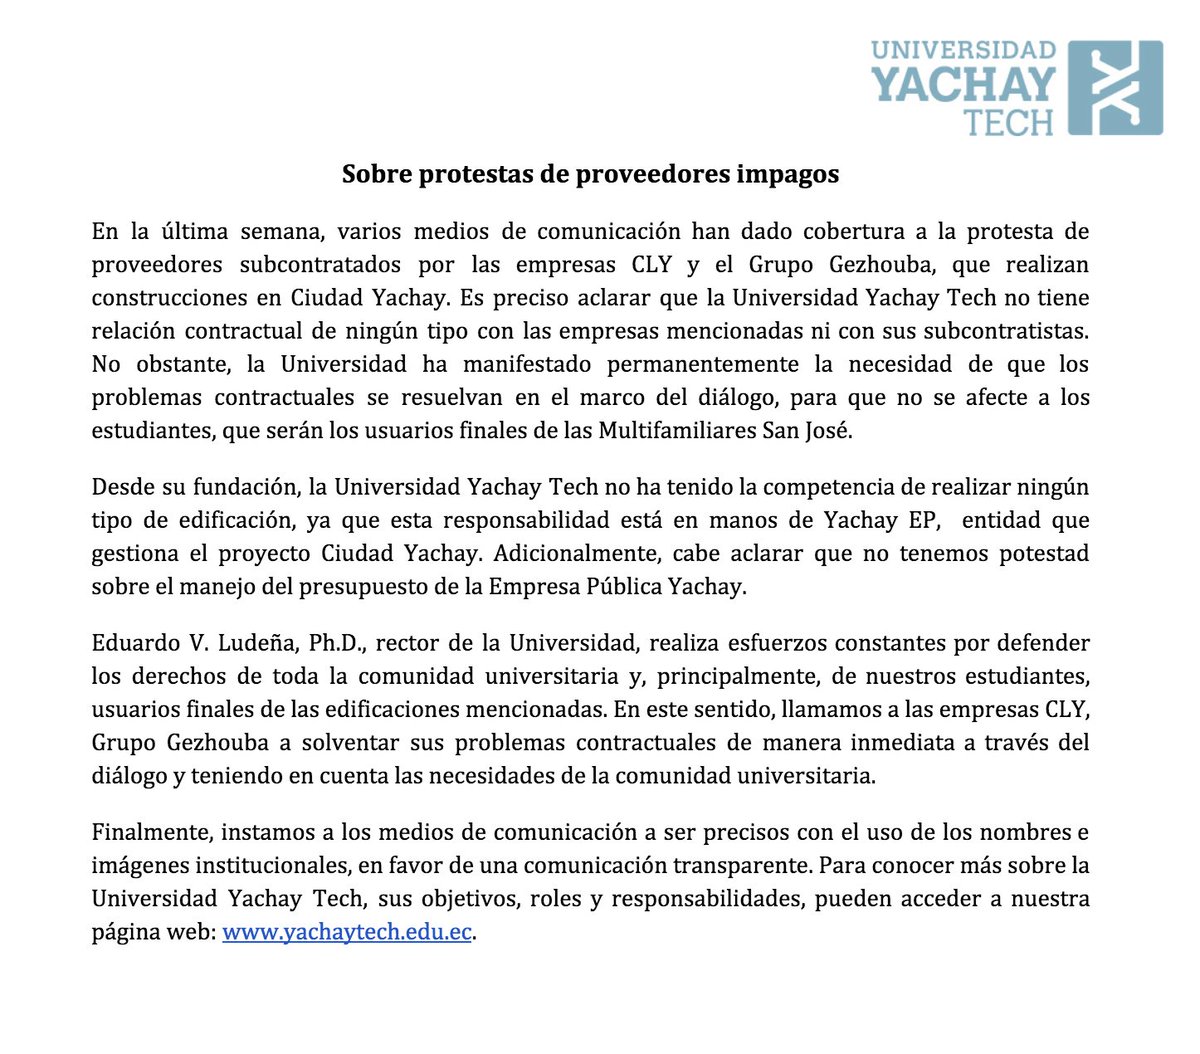 UNIVERSIDAD
YACHAY
TECH
Sobre protestas de proveedores impagos
En la última semana, varios medios de comunicación han dado cobertura a la protesta de
proveedores subcontratados por las empresas CLY y el Grupo Gezhouba, que realizan
construcciones en Ciudad Yachay. Es preciso aclarar que la Universidad Yachay Tech no tiene
relación contractual de ningún tipo con las empresas mencionadas ni con sus subcontratistas.
No obstante, la Universidad ha manifestado permanentemente la necesidad de que los
problemas contractuales se resuelvan en el marco del diálogo, para que no se afecte a los
estudiantes, que serán los usuarios finales de las Multifamiliares San José.
Desde su fundación, la Universidad Yachay Tech no ha tenido la competencia de realizar ningún
tipo de edificación, ya que esta responsabilidad está en manos de Yachay EP, entidad que
gestiona el proyecto Ciudad Yachay. Adicionalmente, cabe aclarar que no tenemos potestad
sobre el manejo del presupuesto de la Empresa Pública Yachay.
Eduardo V. Ludeña, Ph.D., rector de la Universidad, realiza esfuerzos constantes por defender
los derechos de toda la comunidad universitaria y, principalmente, de nuestros estudiantes,
usuarios finales de las edificaciones mencionadas. En este sentido, llamamos a las empresas CLY,
Grupo Gezhouba a solventar sus problemas contractuales de manera inmediata a través del
diálogo y teniendo en cuenta las necesidades de la comunidad universitaria.
Finalmente, instamos a los medios de comunicación a ser precisos con el uso de los nombres e
imágenes institucionales, en favor de una comunicación transparente. Para conocer más sobre la
Universidad Yachay Tech, sus objetivos, roles y responsabilidades, pueden acceder a nuestra
página web: www.yachaytech.edu.ec.